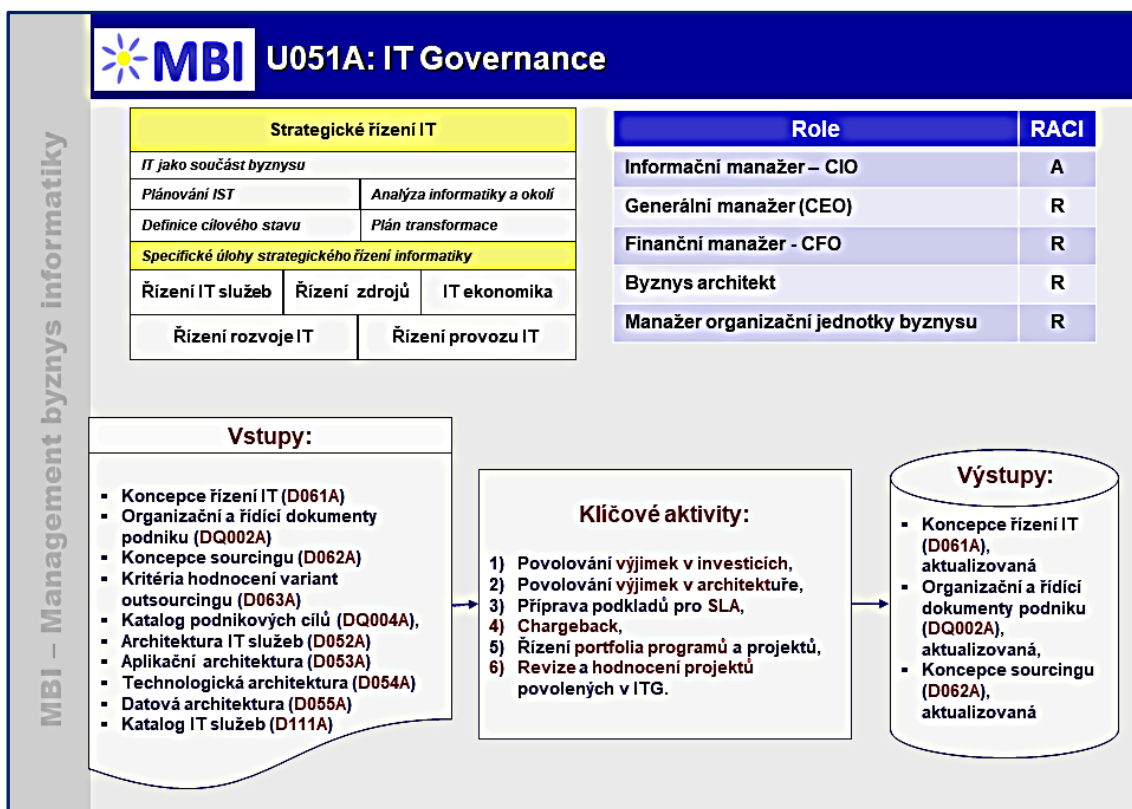 MBI
U051A: IT Governance
MBI – Management byznys informatiky
Strategické řízení IT
IT jako součást byznysu
Plánování IST
Analýza informatiky a okolí
Definice cílového stavu
Plán transformace
Specifické úlohy strategického řízení informatiky
Řízení IT služeb
Řízení zdrojů
IT ekonomika
Řízení rozvoje IT
Řízení provozu IT
Role RACI
Informační manažer – CIO A
Generální manažer (CEO) R
Finanční manažer - CFO R
Byznys architekt R
Manažer organizační jednotky byznysu R
Vstupy:
▪ Koncepce řízení IT (D061A)
▪ Organizační a řídící dokumenty
podniku (DQ002A)
▪ Koncepce sourcingu (D062A)
▪ Kritéria hodnocení variant
outsourcingu (D063A)
▪ Katalog podnikových cílů (DQ004A),
▪ Architektura IT služeb (D052A)
▪ Aplikační architektura (D053A)
▪ Technologická architektura (D054A)
▪ Datová architektura (D055A)
▪ Katalog IT služeb (D111A)
Klíčové aktivity:
1) Povolování výjimek v investicích,
2) Povolování výjimek v architektuře,
3) Příprava podkladů pro SLA,
4) Chargeback,
5) Řízení portfolia programů a projektů,
6) Revize a hodnocení projektů
povolených v ITG.
Výstupy:
▪ Koncepce řízení IT
(D061A),
aktualizovaná
▪ Organizační a řídící
dokumenty podniku
(DQ002A),
aktualizovaná,
▪ Koncepce sourcingu
(D062A),
aktualizovaná